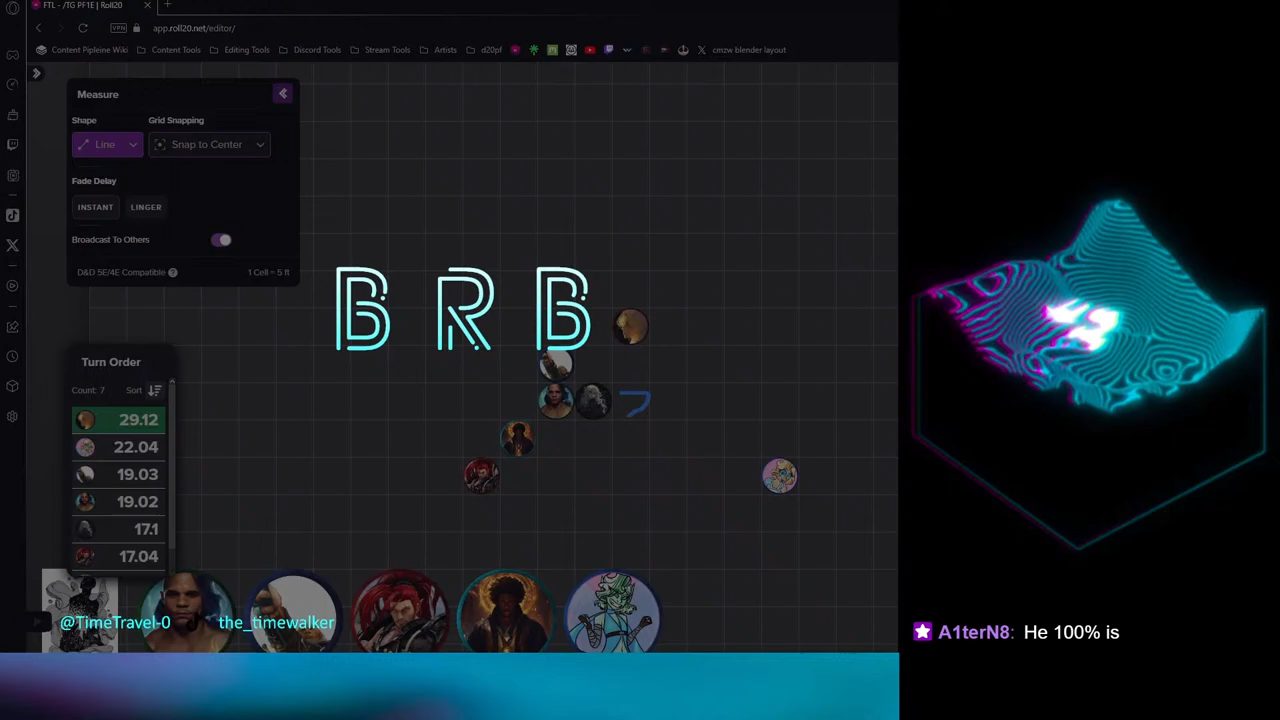 FTL - /TG PF1E | Roll20
VPN
app.roll20.net/editor/
Content Pipleine Wiki
Content Tools
Editing Tools
Discord Tools
Stream Tools
Artists
d20pf
cmzw blender layout
Measure
Shape
Grid Snapping
Line
Snap to Center
Fade Delay
INSTANT
LINGER
Broadcast To Others
D&D 5E/4E Compatible
1 Cell = 5 ft
B R B
Turn Order
Count: 7
Sort
29.12
22.04
19.03
19.02
17.1
17.04
@TimeTravel-0
the_timewalker
A1terN8: He 100% is